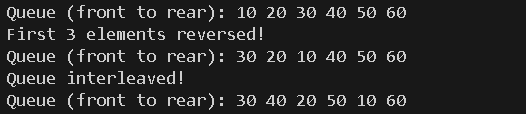 Queue (front to rear): 10 20 30 40 50 60
First 3 elements reversed!
Queue (front to rear): 30 20 10 40 50 60
Queue interleaved!
Queue (front to rear): 30 40 20 50 10 60